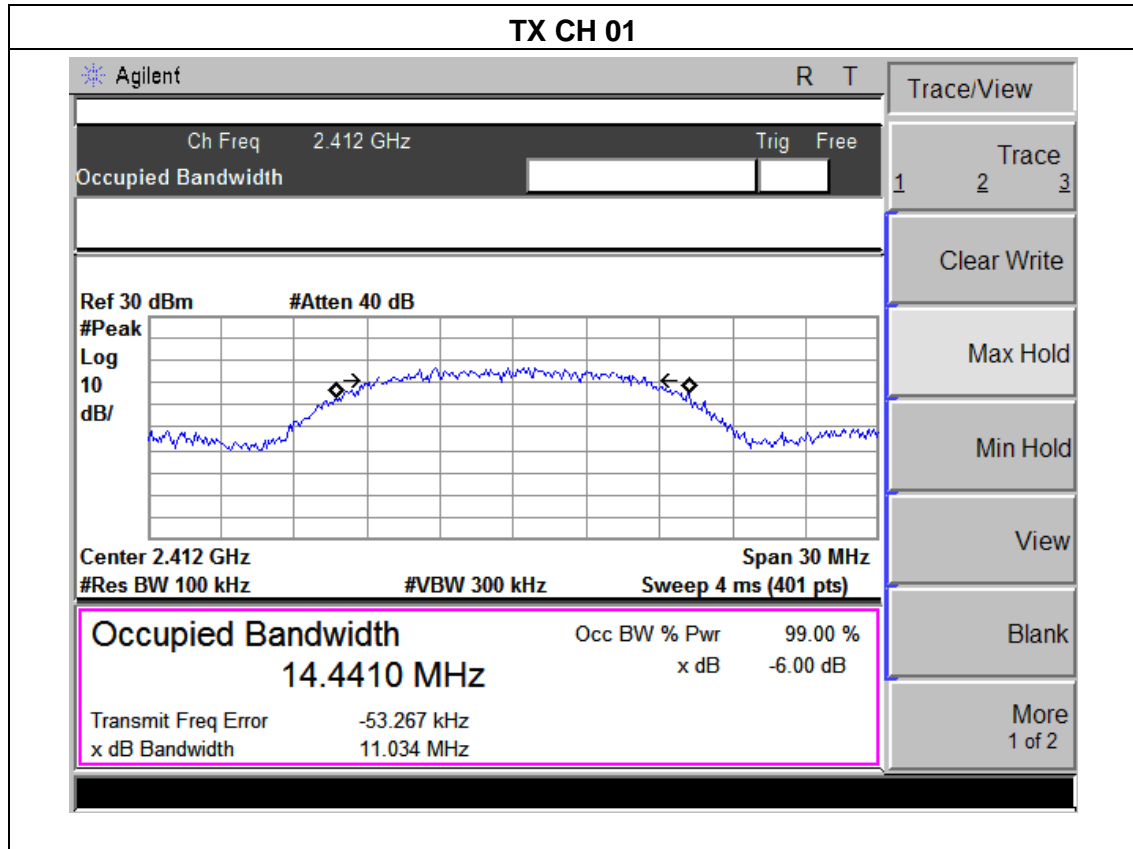 TX CH 01
Agilent R T
Trace/View
Ch Freq 2.412 GHz Trig Free
Occupied Bandwidth
Trace
1 2 3
Clear Write
Ref 30 dBm #Atten 40 dB
#Peak
Log
10
dB/
Max Hold
Min Hold
View
Center 2.412 GHz Span 30 MHz
#Res BW 100 kHz #VBW 300 kHz Sweep 4 ms (401 pts)
Occupied Bandwidth
14.4410 MHz
Occ BW % Pwr 99.00 %
x dB -6.00 dB
Transmit Freq Error -53.267 kHz
x dB Bandwidth 11.034 MHz
Blank
More
1 of 2